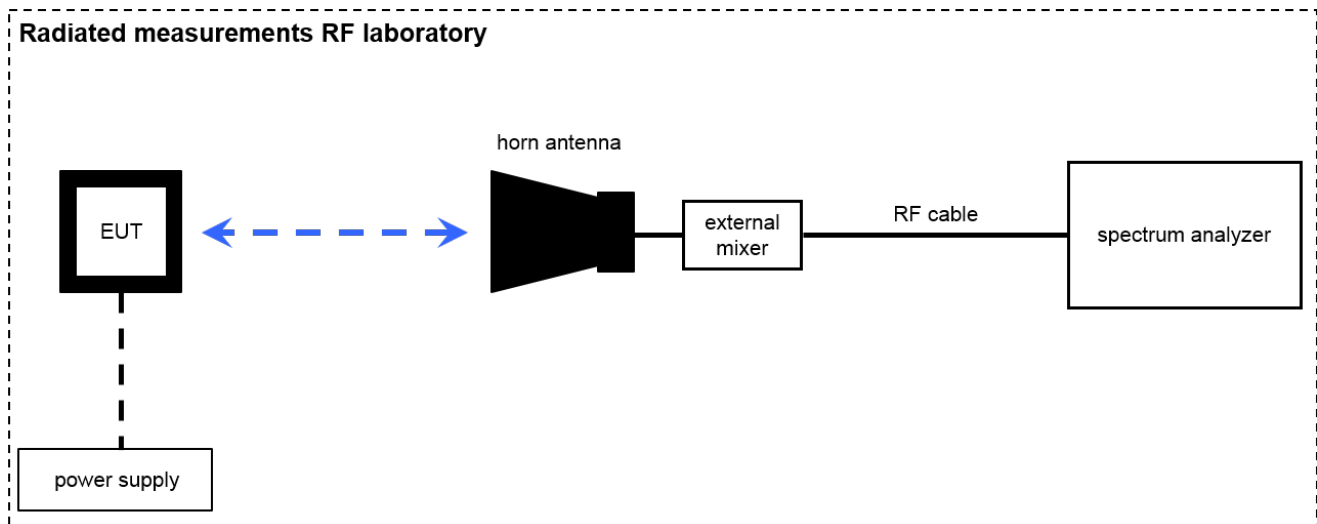 Radiated measurements RF laboratory
horn antenna
EUT
external
mixer
RF cable
spectrum analyzer
power supply